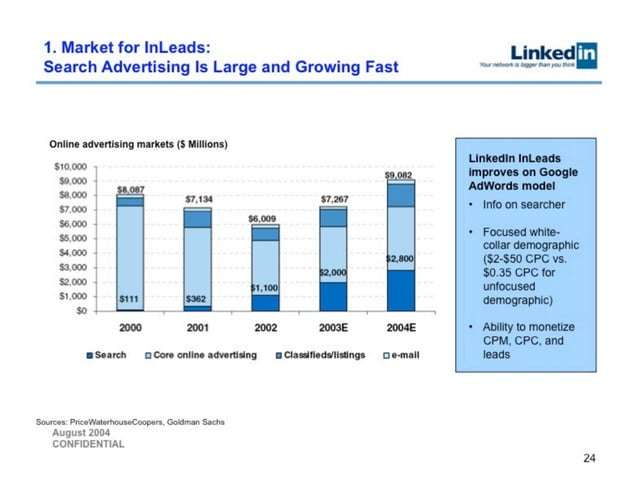 1. Market for InLeads:
Search Advertising Is Large and Growing Fast
Linked in
Your network is bigger than you think
Online advertising markets ($ Millions)
$10,000
$9,000
$8,000
$7,000
$6,000
$5,000
$4,000
$3,000
$2,000
$1,000
$0
$8,087
$7,134
$6,009
$7,267
$9,082
$111
$362
$1,100
$2,000
$2,800
2000 2001 2002 2003E 2004E
Search Core online advertising Classifieds/listings e-mail
LinkedIn InLeads
improves on Google
AdWords model
• Info on searcher
• Focused white-
collar demographic
($2-$50 CPC vs.
$0.35 CPC for
unfocused
demographic)
• Ability to monetize
CPM, CPC, and
leads
Sources: PriceWaterhouseCoopers, Goldman Sachs
August 2004
CONFIDENTIAL
24